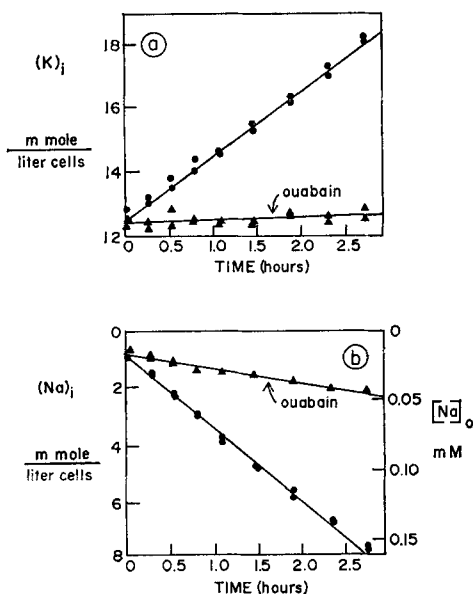 (K)i
m mole
liter cells
a
18
16
14
12
ouabain
0 0.5 1.0 1.5 2.0 2.5
TIME (hours)
(Na)i
m mole
liter cells
b
0
2
4
6
8
ouabain
0
0.05
0.10
0.15
[Na]o
mM
0 0.5 1.0 1.5 2.0 2.5
TIME (hours)